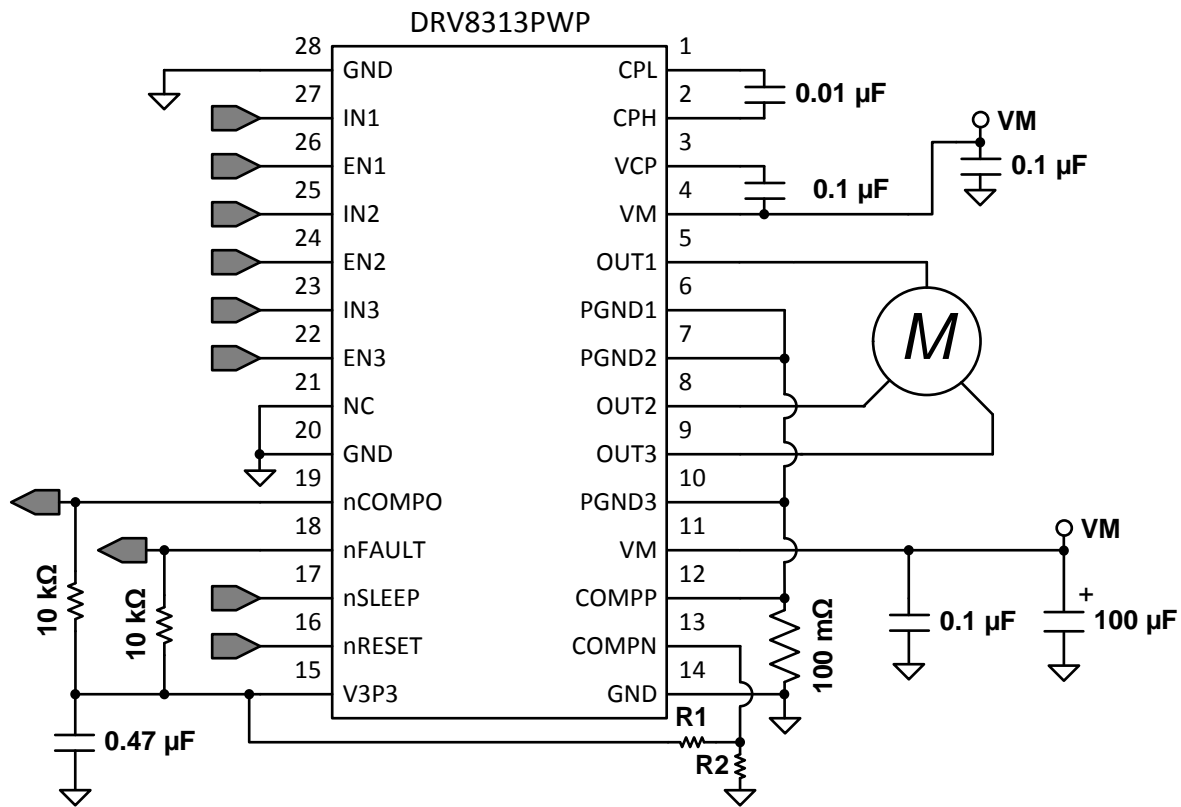 DRV8313PWP
28 GND CPL 1
27 IN1 CPH 2
26 EN1 VCP 3
25 IN2 VM 4
24 EN2 OUT1 5
23 IN3 PGND1 6
22 EN3 PGND2 7
21 NC OUT2 8
20 GND OUT3 9
19 nCOMPO PGND3 10
18 nFAULT VM 11
17 nSLEEP COMPP 12
16 nRESET COMPN 13
15 V3P3 GND 14
0.01 µF
VM
0.1 µF
0.1 µF
M
VM
0.1 µF
+
100 µF
100 mΩ
R1
R2
10 kΩ
10 kΩ
0.47 µF